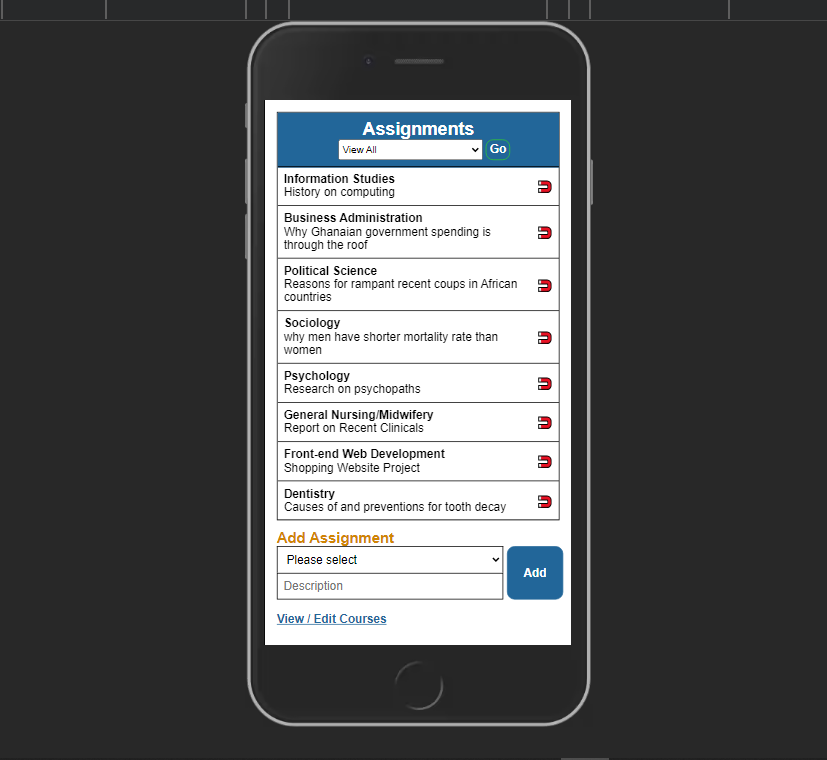 Assignments
View All
Go
Information Studies
History on computing
Business Administration
Why Ghanaian government spending is
through the roof
Political Science
Reasons for rampant recent coups in African
countries
Sociology
why men have shorter mortality rate than
women
Psychology
Research on psychopaths
General Nursing/Midwifery
Report on Recent Clinicals
Front-end Web Development
Shopping Website Project
Dentistry
Causes of and preventions for tooth decay
Add Assignment
Please select
Add
Description
View / Edit Courses